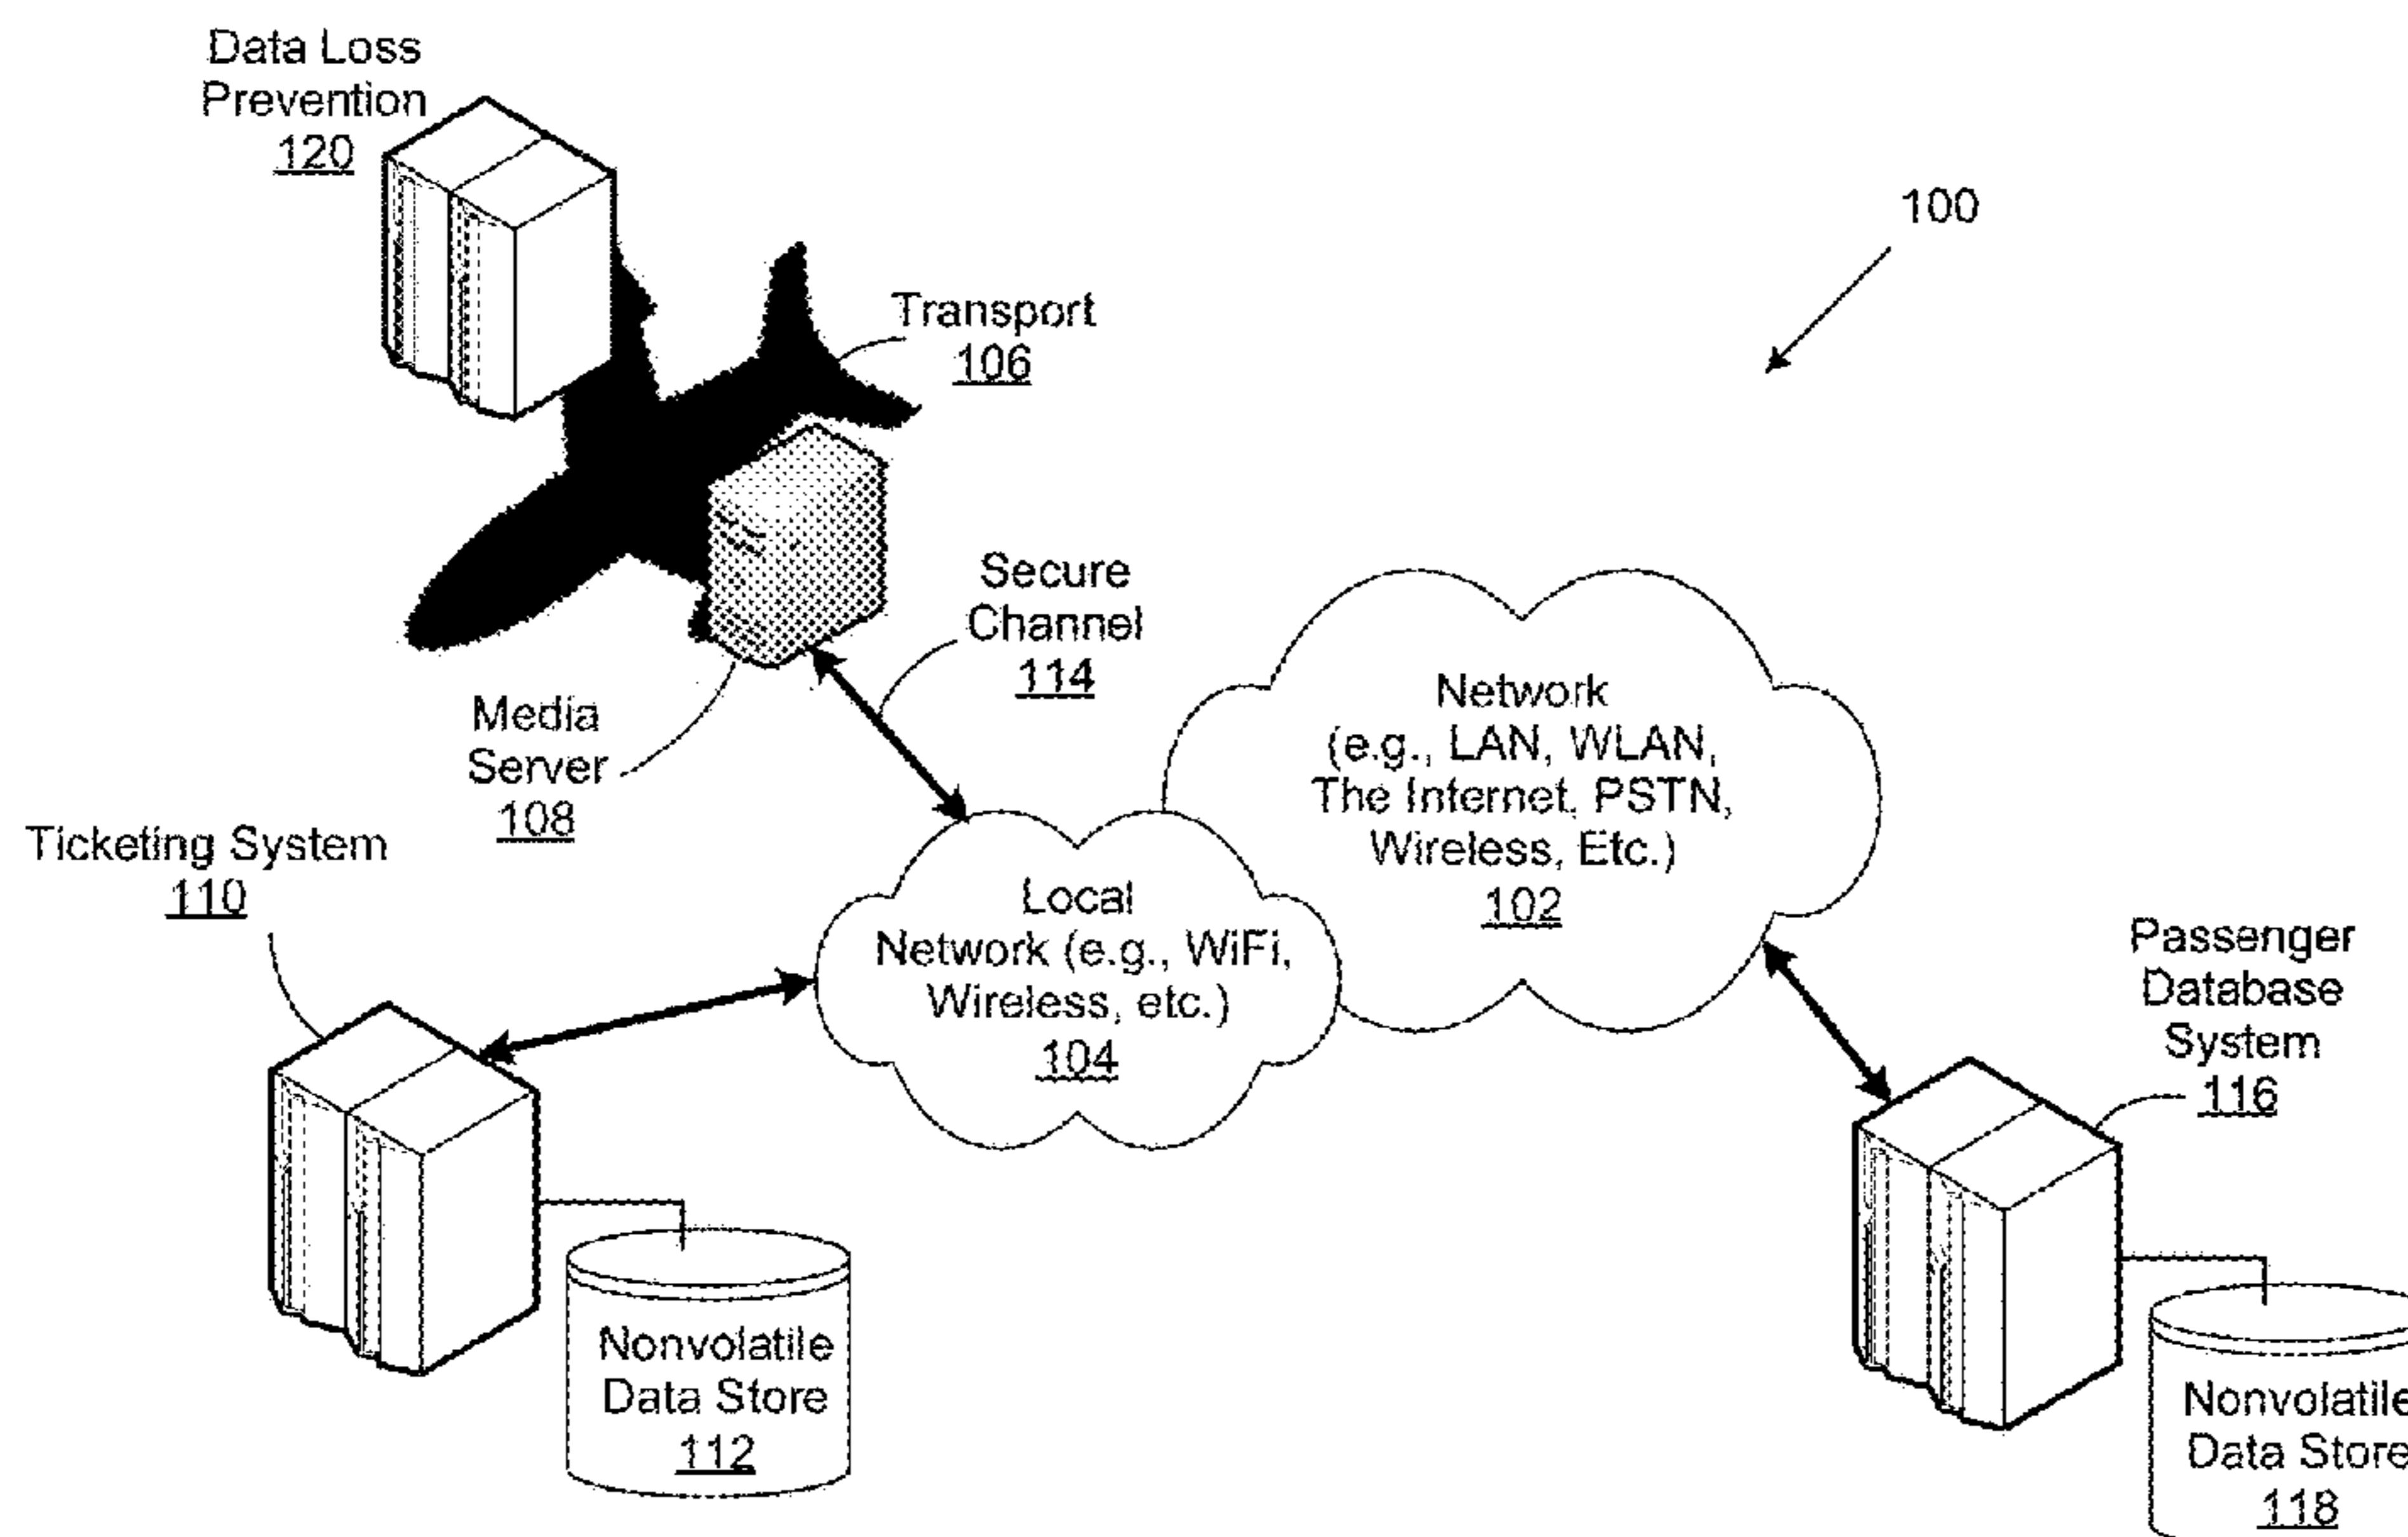 Data Loss
Prevention
120
100
Transport
106
Secure
Channel
114
Media
Server
108
Network
(e.g., LAN, WLAN,
The Internet, PSTN,
Wireless, Etc.)
102
Ticketing System
110
Local
Network (e.g., WiFi,
Wireless, etc.)
104
Passenger
Database
System
116
Nonvolatile
Data Store
112
Nonvolatile
Data Store
118